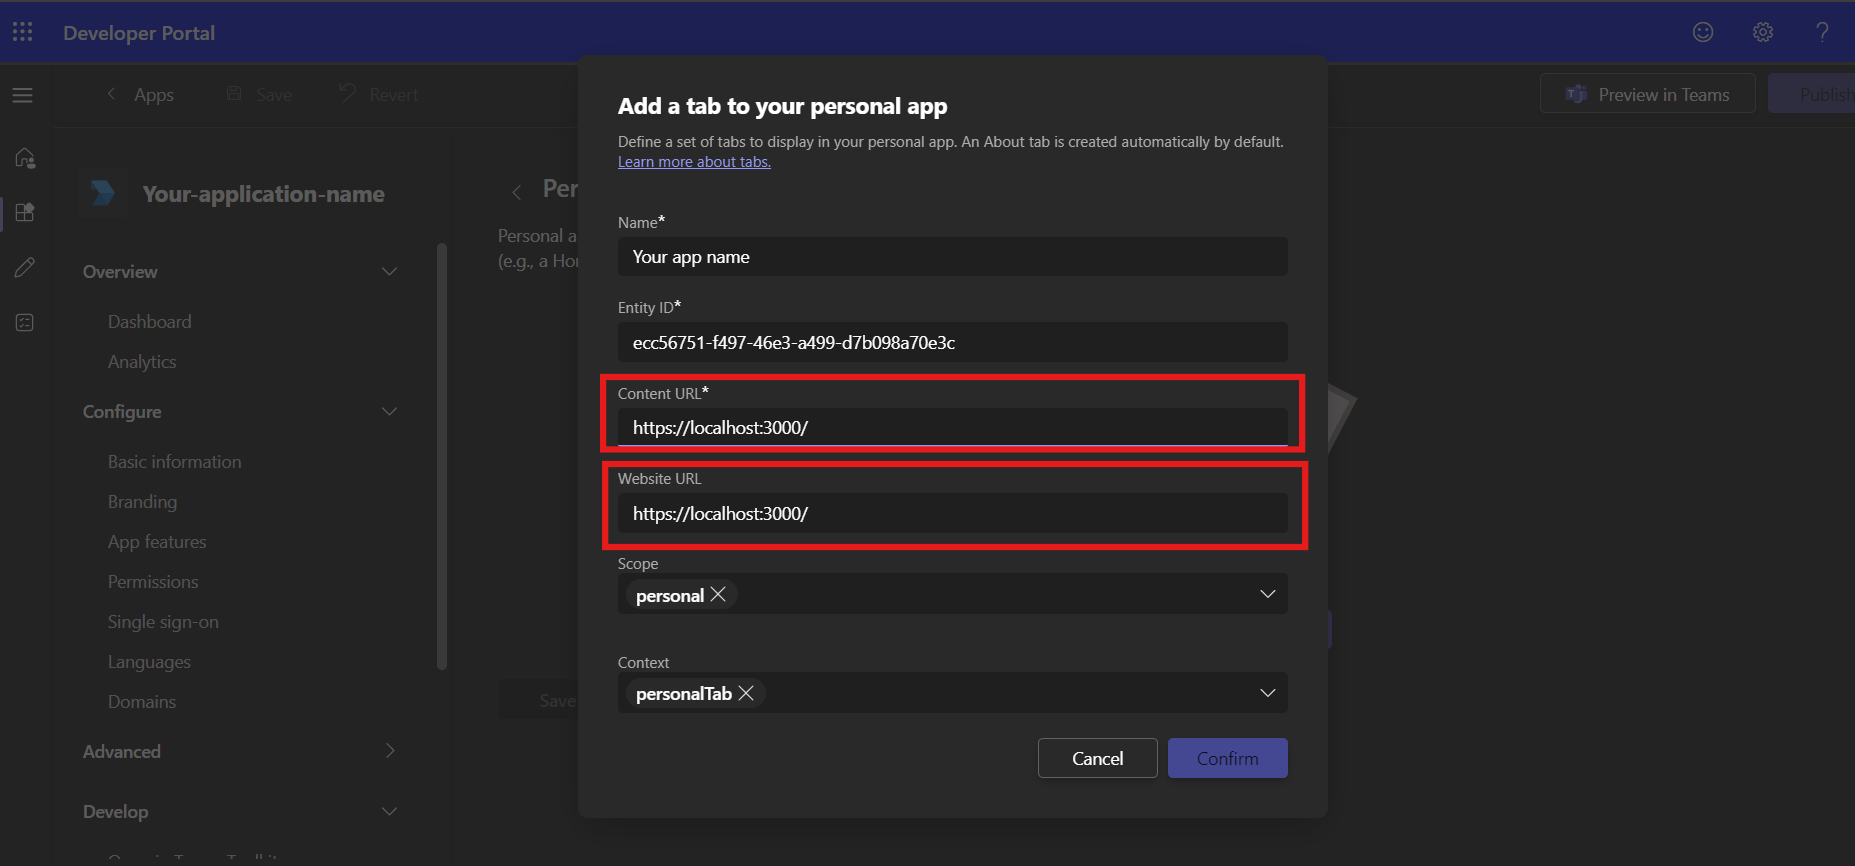 Developer Portal
Apps
Save
Revert
Preview in Teams
Publish
Your-application-name
Overview
Dashboard
Analytics
Configure
Basic information
Branding
App features
Permissions
Single sign-on
Languages
Domains
Advanced
Develop
Per
Personal a
(e.g., a Hor
Save
Add a tab to your personal app
Define a set of tabs to display in your personal app. An About tab is created automatically by default.
Learn more about tabs.
Name*
Your app name
Entity ID*
ecc56751-f497-46e3-a499-d7b098a70e3c
Content URL*
https://localhost:3000/
Website URL
https://localhost:3000/
Scope
personal
Context
personalTab
Cancel
Confirm